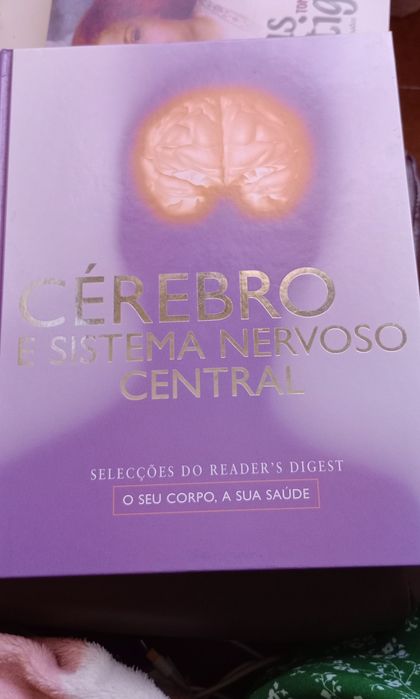 CÉREBRO
E SISTEMA NERVOSO
CENTRAL
SELECÇÕES DO READER'S DIGEST
O SEU CORPO, A SUA SAÚDE